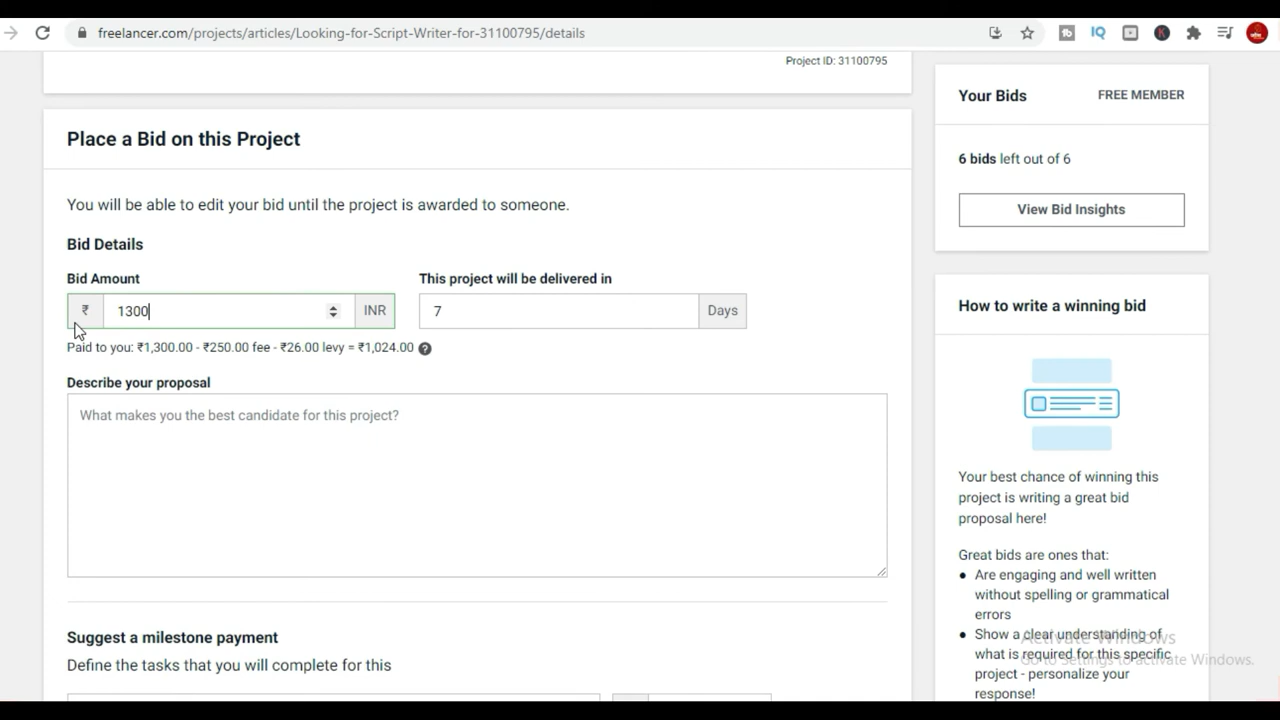 freelancer.com/projects/articles/Looking-for-Script-Writer-for-31100795/details
Project ID: 31100795
Place a Bid on this Project
You will be able to edit your bid until the project is awarded to someone.
Bid Details
Bid Amount
This project will be delivered in
₹ 1300 INR
7 Days
Paid to you: ₹1,300.00 - ₹250.00 fee - ₹26.00 levy = ₹1,024.00 ?
Describe your proposal
What makes you the best candidate for this project?
Suggest a milestone payment
Define the tasks that you will complete for this
Your Bids FREE MEMBER
6 bids left out of 6
View Bid Insights
How to write a winning bid
Your best chance of winning this
project is writing a great bid
proposal here!
Great bids are ones that:
● Are engaging and well written
without spelling or grammatical
errors
● Show a clear understanding of
what is required for this specific
project - personalize your
response!
Activate Windows
Go to Settings to activate Windows.